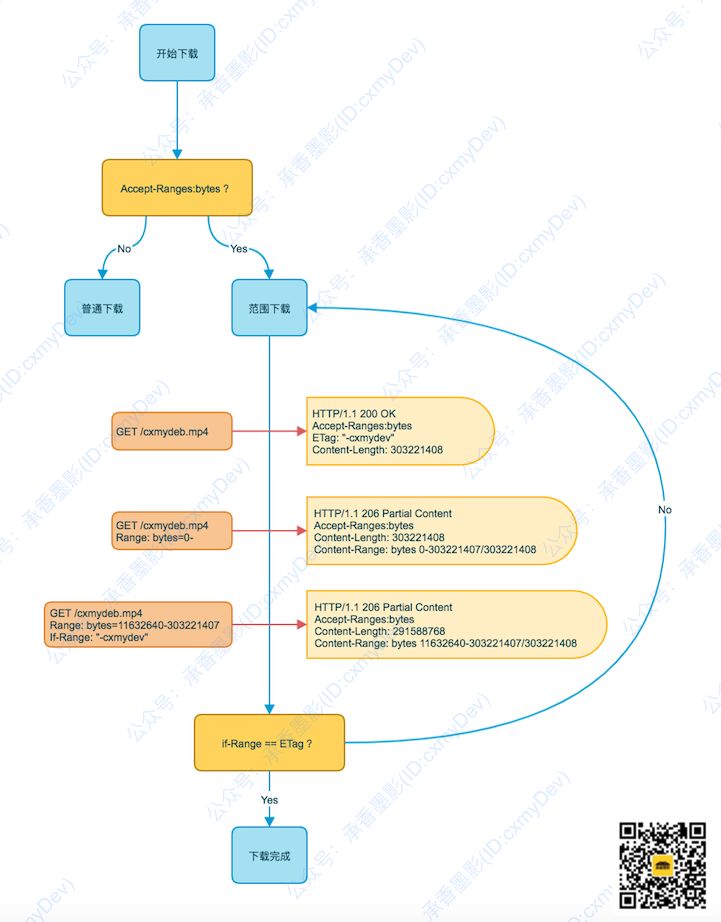 开始下载
Accept-Ranges:bytes ?
No
Yes
普通下载
范围下载
GET /cxmydeb.mp4
HTTP/1.1 200 OK
Accept-Ranges:bytes
ETag: "-cxmydev"
Content-Length: 303221408
GET /cxmydeb.mp4
Range: bytes=0-
HTTP/1.1 206 Partial Content
Accept-Ranges:bytes
Content-Length: 303221408
Content-Range: bytes 0-303221407/303221408
No
GET /cxmydeb.mp4
Range: bytes=11632640-303221407
If-Range: "-cxmydev"
HTTP/1.1 206 Partial Content
Accept-Ranges:bytes
Content-Length: 291588768
Content-Range: bytes 11632640-303221407/303221408
if-Range == ETag ?
Yes
下载完成
公众号：承香墨影(ID:cxmyDev)